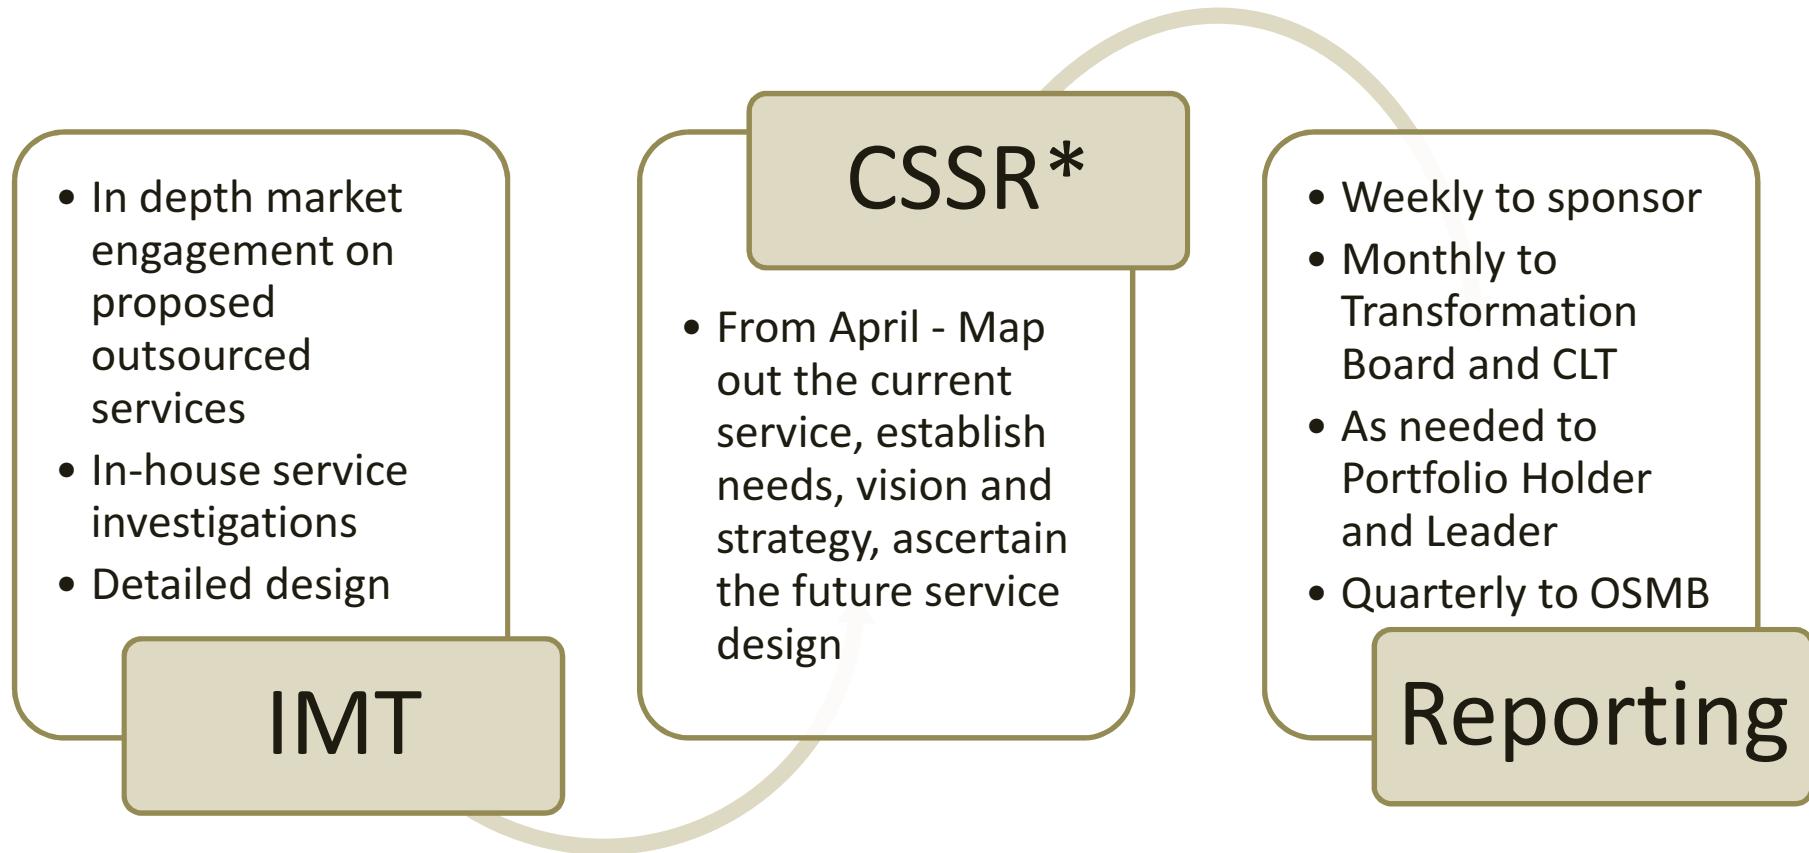 • In depth market
engagement on
proposed
outsourced
services
• In-house service
investigations
• Detailed design
IMT
CSSR*
• From April - Map
out the current
service, establish
needs, vision and
strategy, ascertain
the future service
design
• Weekly to sponsor
• Monthly to
Transformation
Board and CLT
• As needed to
Portfolio Holder
and Leader
• Quarterly to OSMB
Reporting